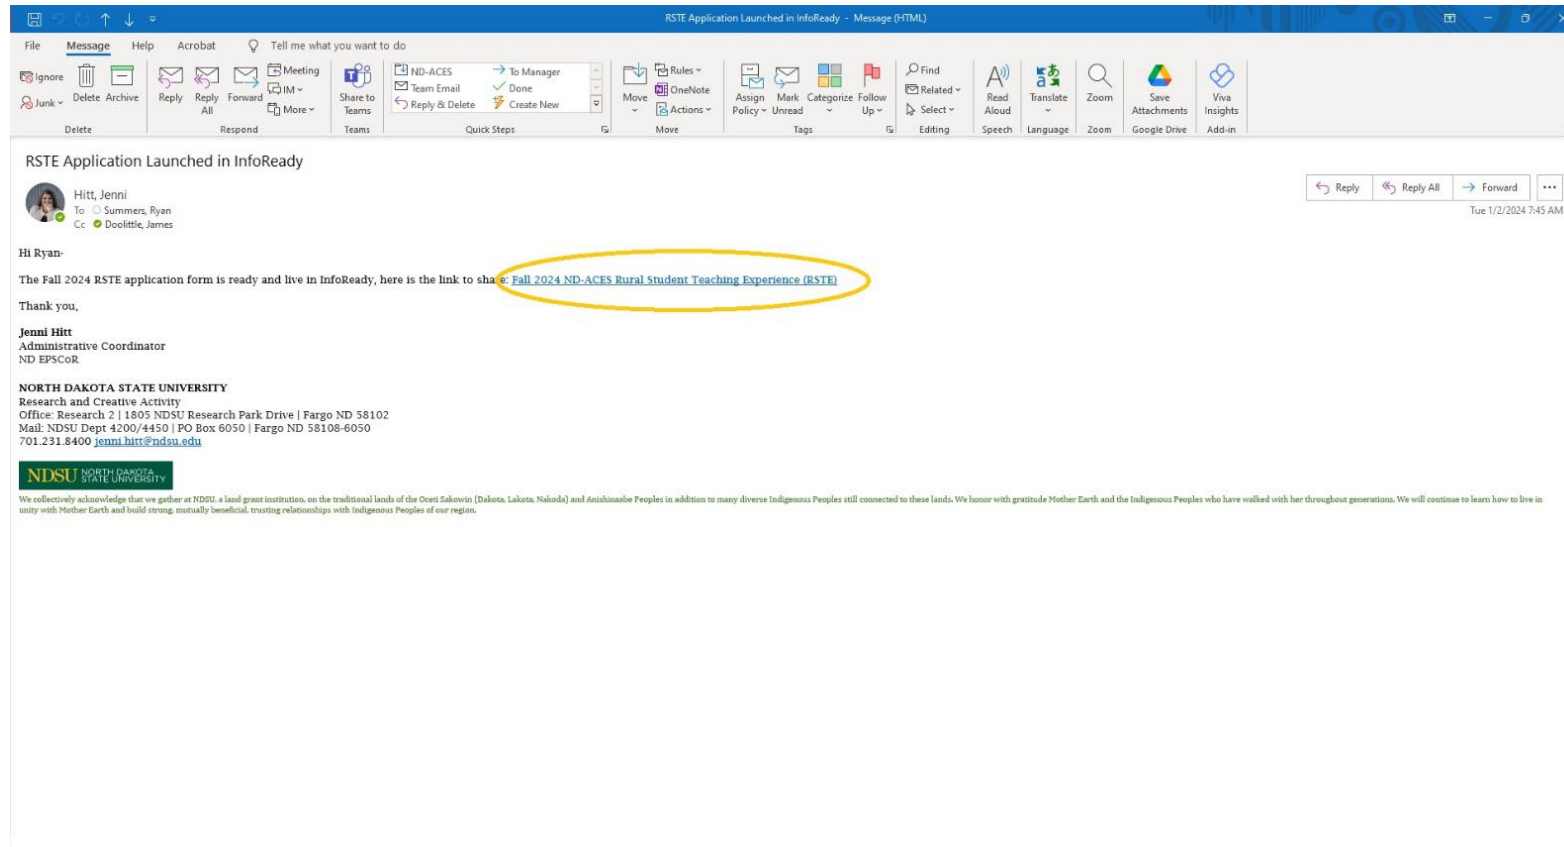 RSTE Application Launched in InfoReady - Message (HTML)
File Message Help Acrobat Tell me what you want to do
Ignore
Junk
Delete
Archive
Delete
Reply
Reply All
Forward
Meeting
IM
More
Respond
Share to Teams
Teams
ND-ACES
Team Email
Reply & Delete
To Manager
Done
Create New
Quick Steps
Move
Rules
OneNote
Actions
Move
Assign Policy
Mark Unread
Categorize
Follow Up
Tags
Find
Related
Select
Editing
Read Aloud
Speech
Translate
Language
Zoom
Zoom
Save Attachments
Google Drive
Viva Insights
Add-in
RSTE Application Launched in InfoReady
Hitt, Jenni
To Summers, Ryan
Cc Doolittle, James
Reply Reply All Forward ...
Tue 1/2/2024 7:45 AM
Hi Ryan-
The Fall 2024 RSTE application form is ready and live in InfoReady, here is the link to share: Fall 2024 ND-ACES Rural Student Teaching Experience (RSTE)
Thank you,
Jenni Hitt
Administrative Coordinator
ND EPSCoR
NORTH DAKOTA STATE UNIVERSITY
Research and Creative Activity
Office: Research 2 | 1805 NDSU Research Park Drive | Fargo ND 58102
Mail: NDSU Dept 4200/4450 | PO Box 6050 | Fargo ND 58108-6050
701.231.8400 jenni.hitt@ndsu.edu
NDSU NORTH DAKOTA STATE UNIVERSITY
We collectively acknowledge that we gather at NDSU, a land grant institution, on the traditional lands of the Oceti Sakowin (Dakota, Lakota, Nakoda) and Anishinaabe Peoples in addition to many diverse Indigenous Peoples still connected to these lands. We honor with gratitude Mother Earth and the Indigenous Peoples who have walked with her throughout generations. We will continue to learn how to live in
unity with Mother Earth and build strong, mutually beneficial, trusting relationships with Indigenous Peoples of our region.